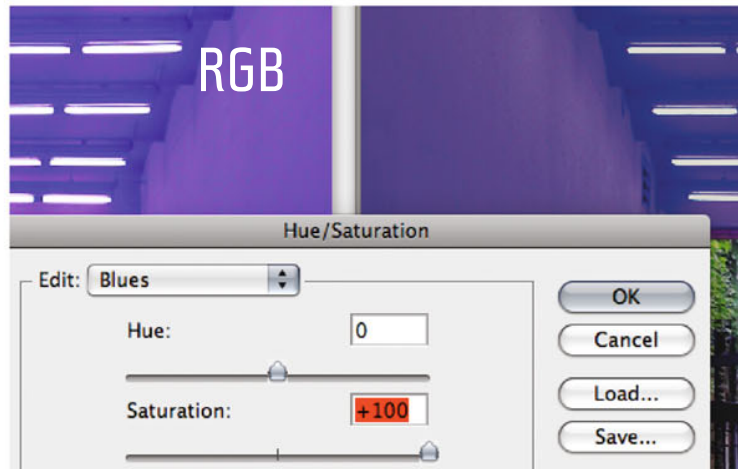 RGB
Hue/Saturation
Edit: Blues
OK
Hue: 0
Cancel
Load...
Saturation: +100
Save...